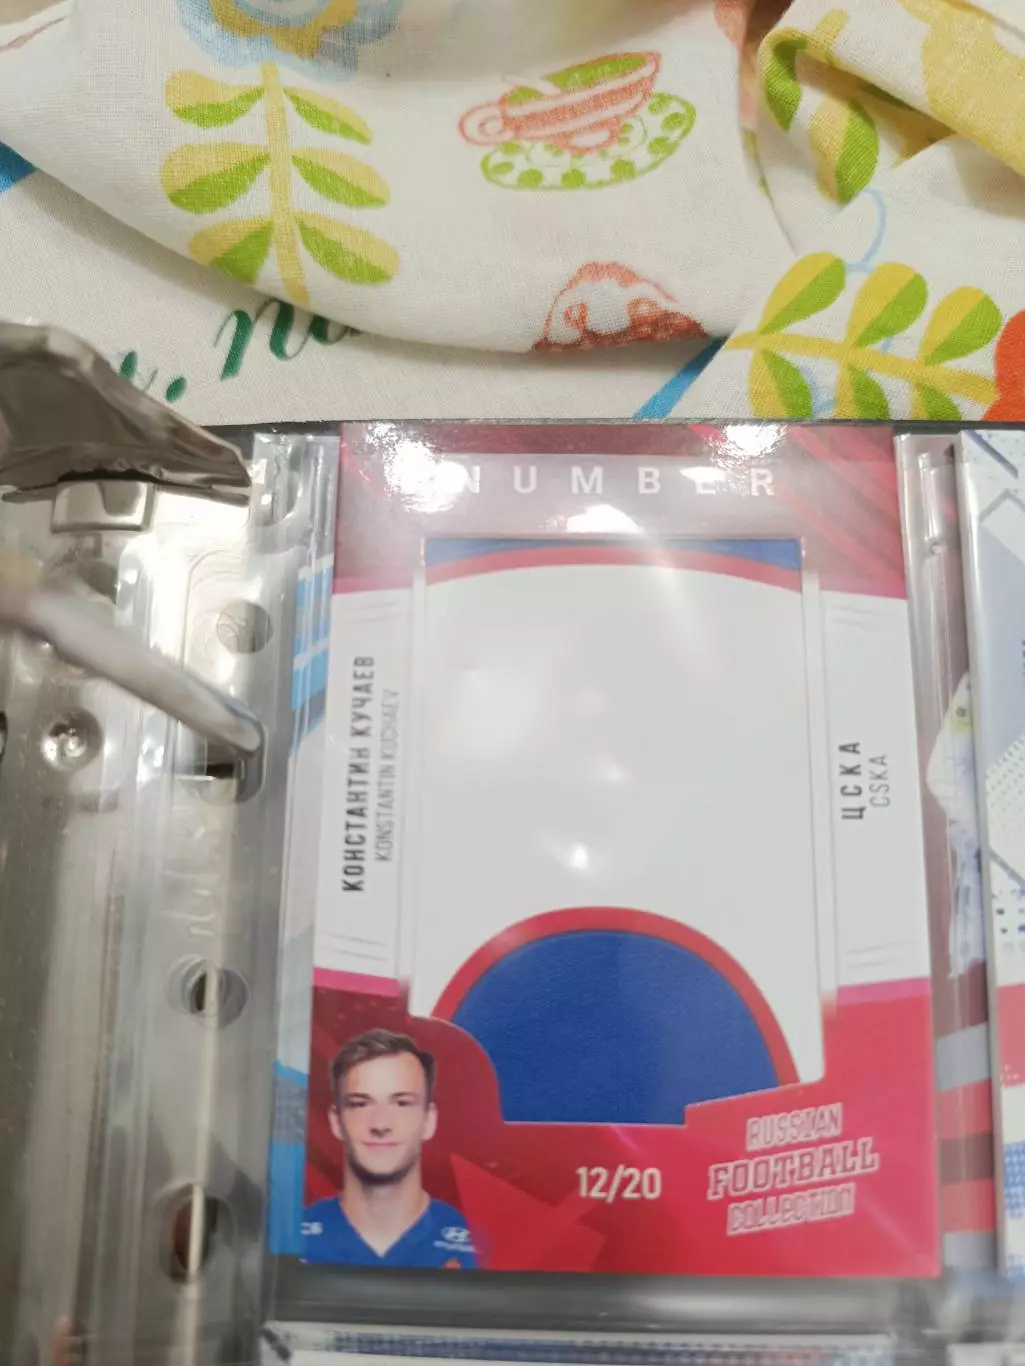 NUMBER
КОНСТАНТИН КУЧАЕВ
KONSTANTIN KUCHAEV
ЦСКА
CSKA
12/20
RUSSIAN
FOOTBALL
COLLECTION